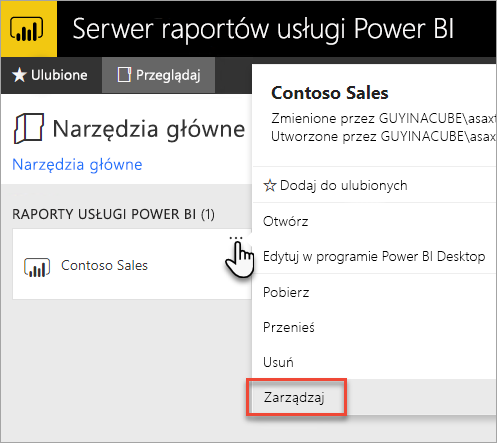 Serwer raportów usługi Power BI
Ulubione
Przeglądaj
Narzędzia główne
Narzędzia główne
RAPORTY USŁUGI POWER BI (1)
Contoso Sales
Contoso Sales
Zmienione przez GUYINACUBE\asaxt
Utworzone przez GUYINACUBE\asax
Dodaj do ulubionych
Otwórz
Edytuj w programie Power BI Desktop
Pobierz
Przenieś
Usuń
Zarządzaj